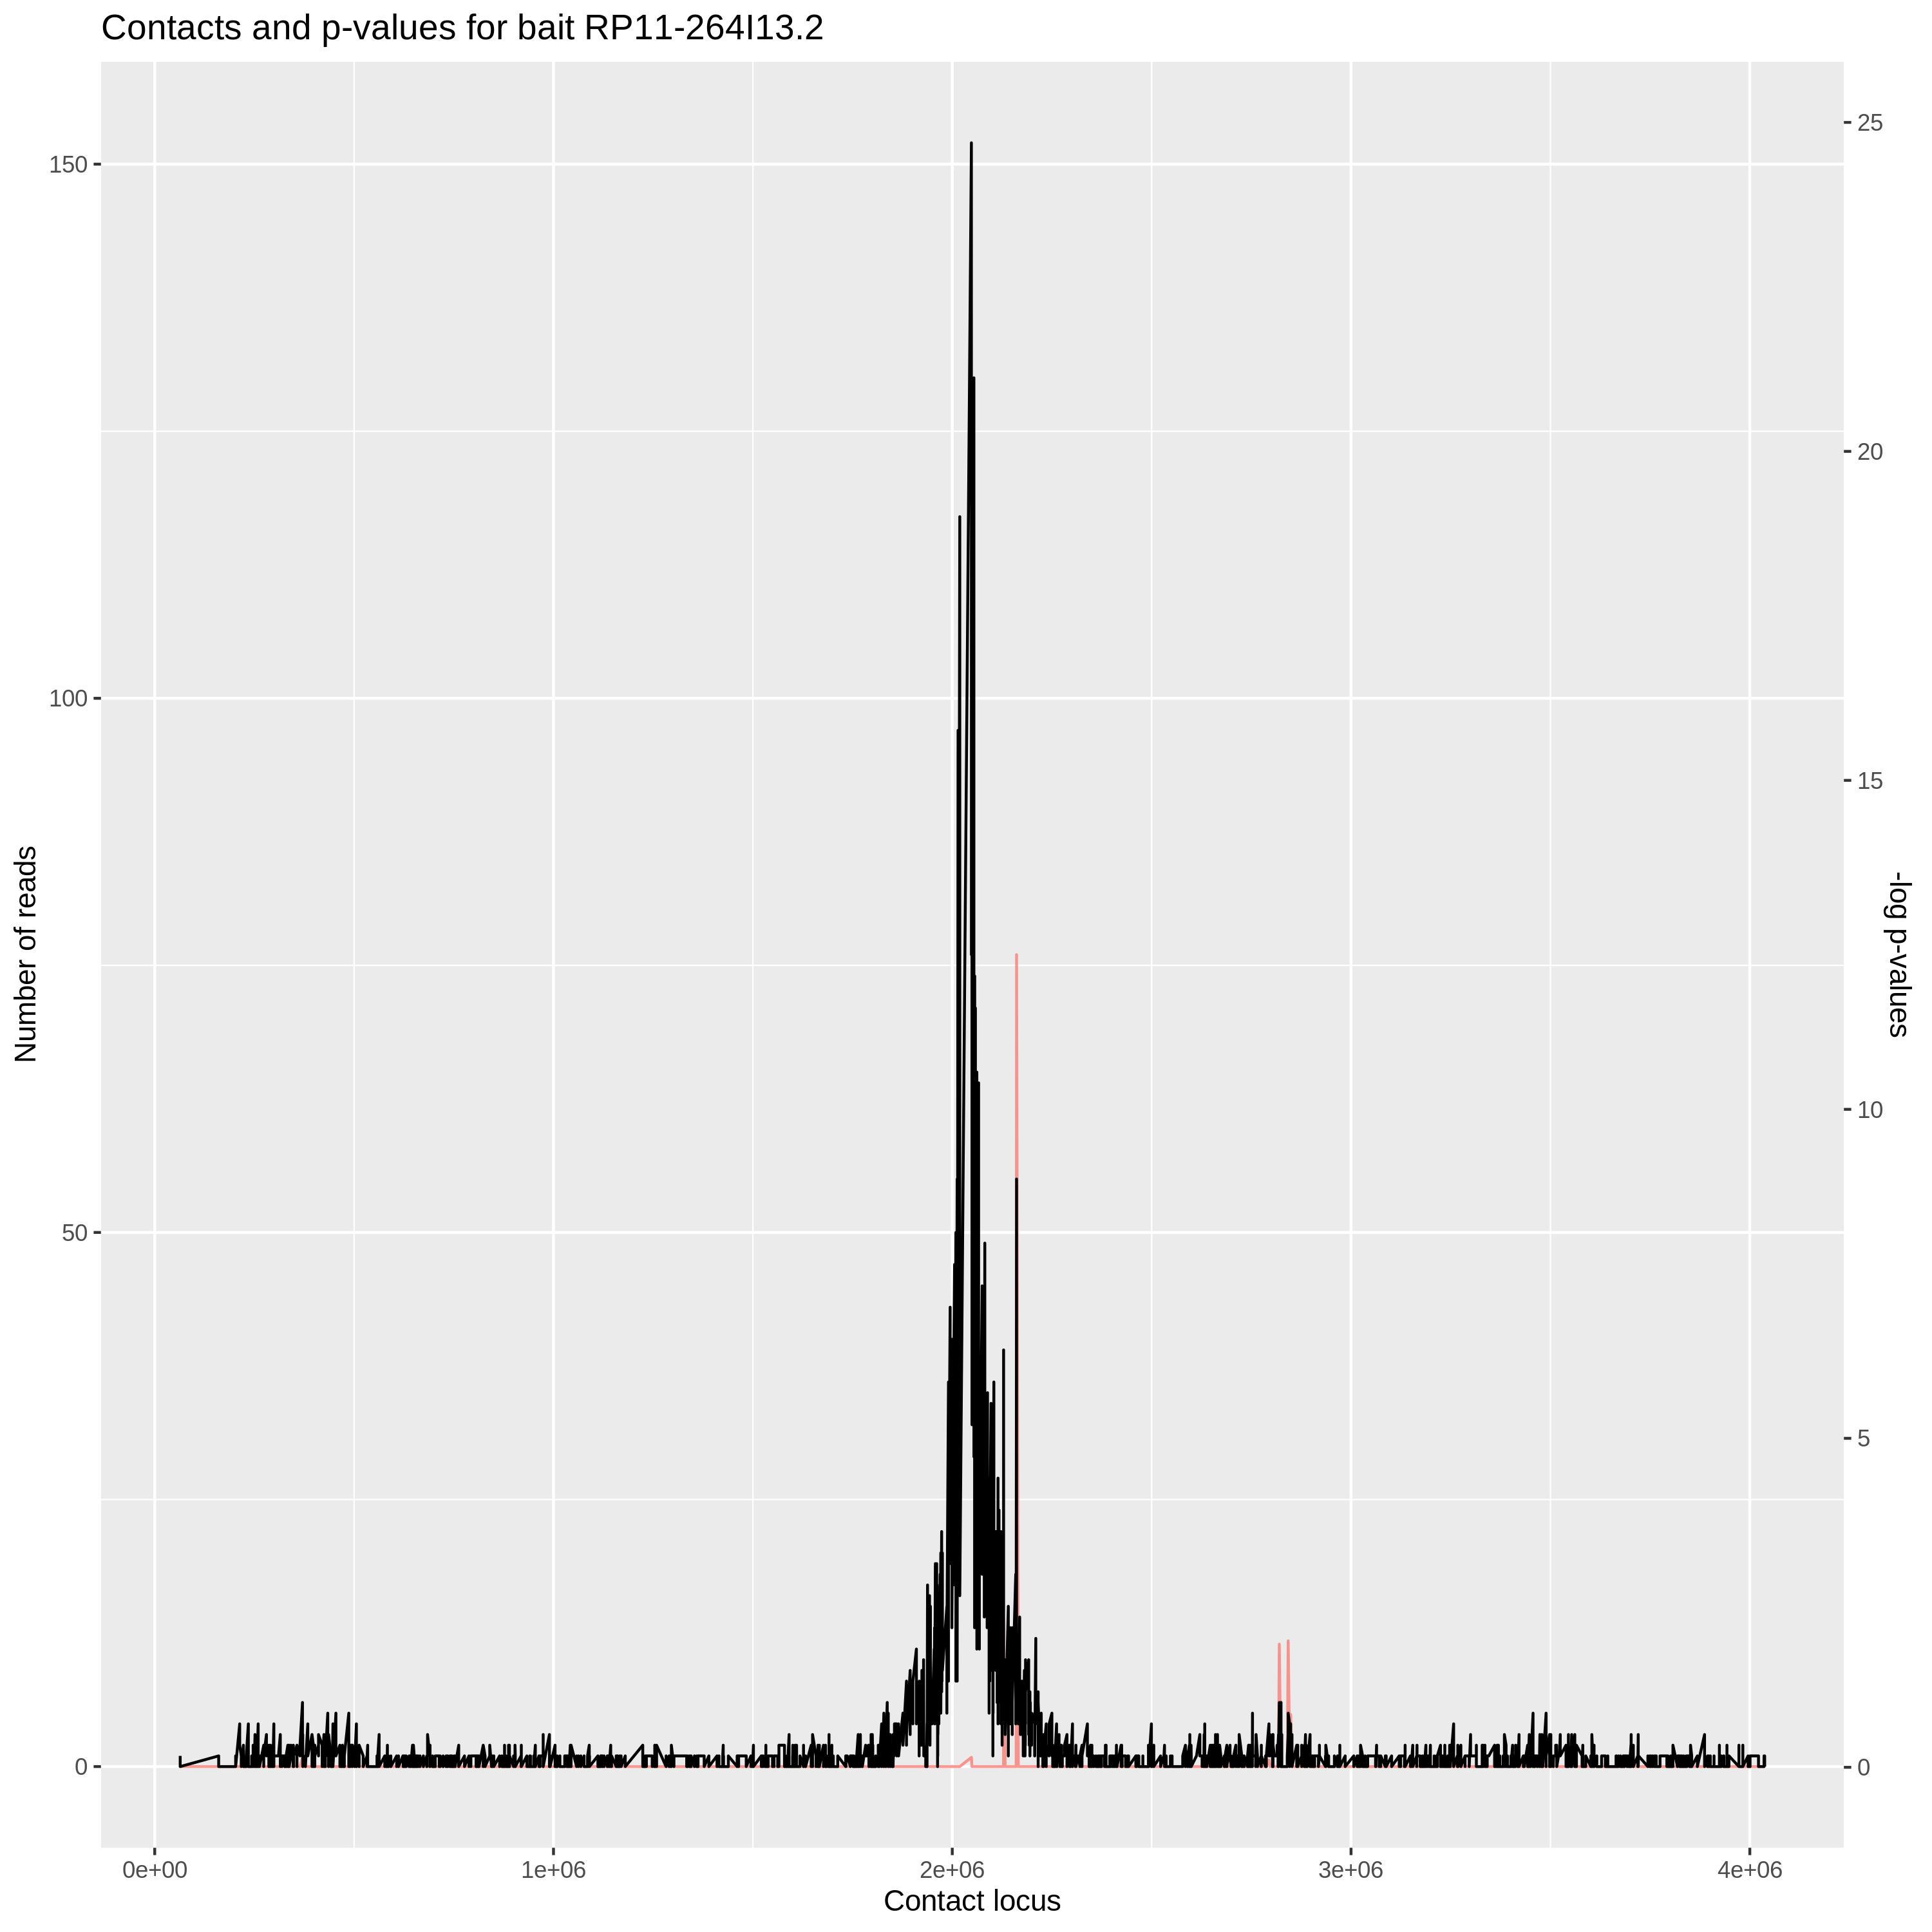 Contacts and p-values for bait RP11-264I13.2
150
100
50
0
Number of reads
25
20
15
10
5
0
-log p-values
0e+00
1e+06
2e+06
3e+06
4e+06
Contact locus